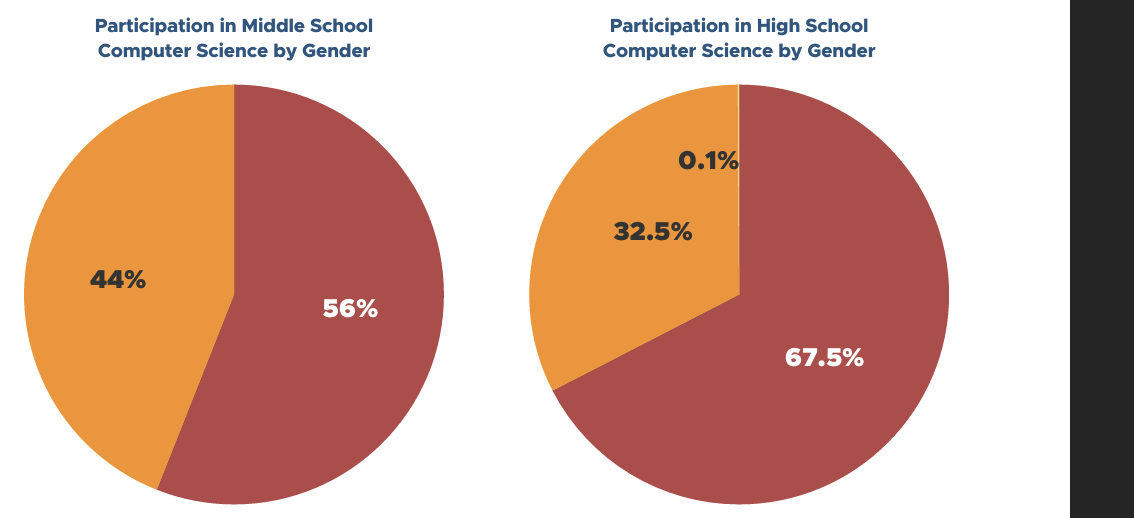 Participation in Middle School
Computer Science by Gender
44%
56%
Participation in High School
Computer Science by Gender
0.1%
32.5%
67.5%